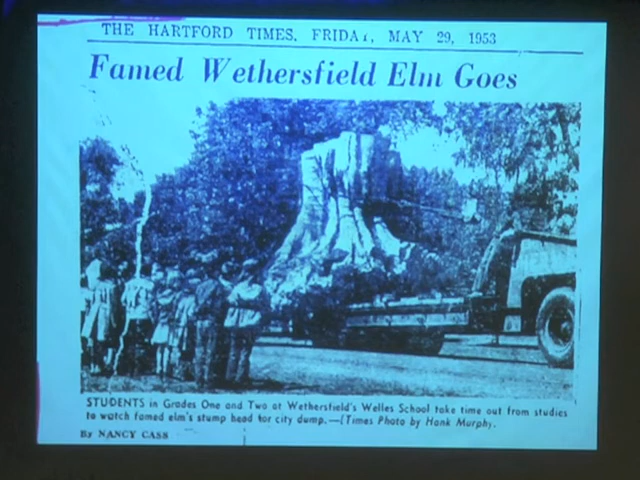 THE HARTFORD TIMES, FRIDAY, MAY 29, 1953
Famed Wethersfield Elm Goes
STUDENTS in Grades One and Two at Wethersfield's Welles School take time out from studies
to watch famed elm's stump head for city dump.—(Times Photo by Hank Murphy.
By NANCY CASS